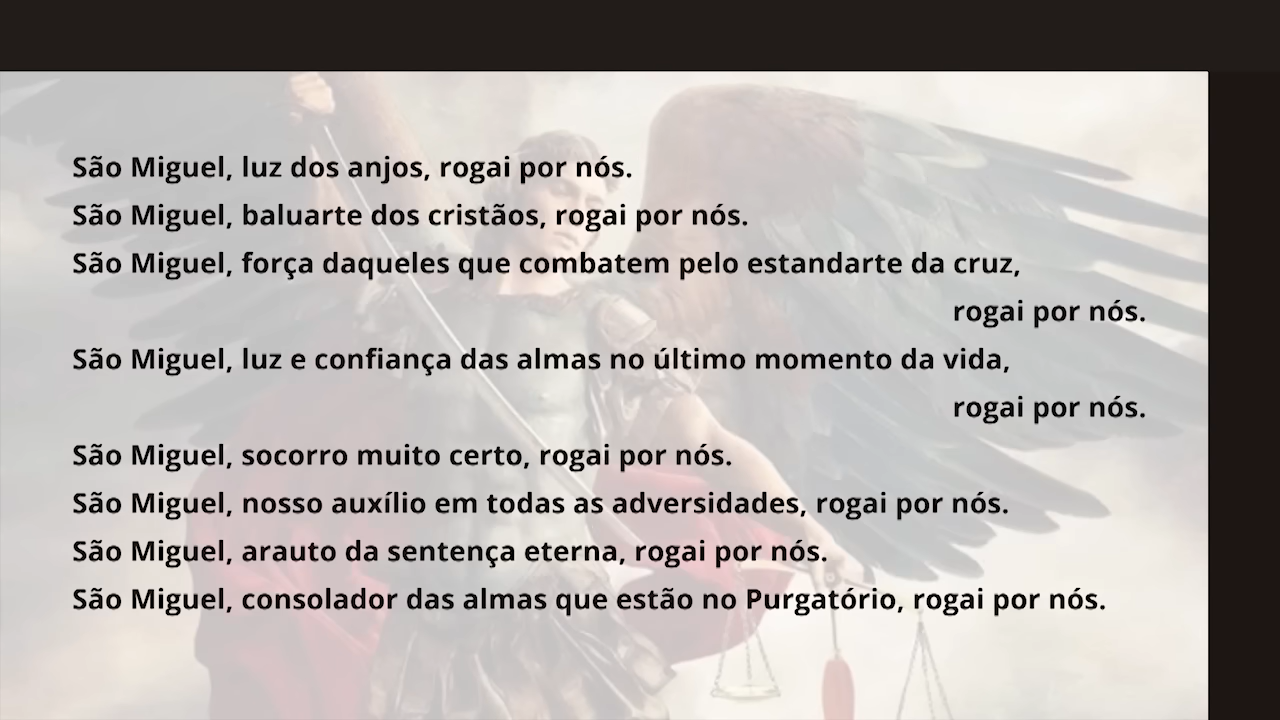 São Miguel, luz dos anjos, rogai por nós.
São Miguel, baluarte dos cristãos, rogai por nós.
São Miguel, força daqueles que combatem pelo estandarte da cruz,
rogai por nós.
São Miguel, luz e confiança das almas no último momento da vida,
rogai por nós.
São Miguel, socorro muito certo, rogai por nós.
São Miguel, nosso auxílio em todas as adversidades, rogai por nós.
São Miguel, arauto da sentença eterna, rogai por nós.
São Miguel, consolador das almas que estão no Purgatório, rogai por nós.